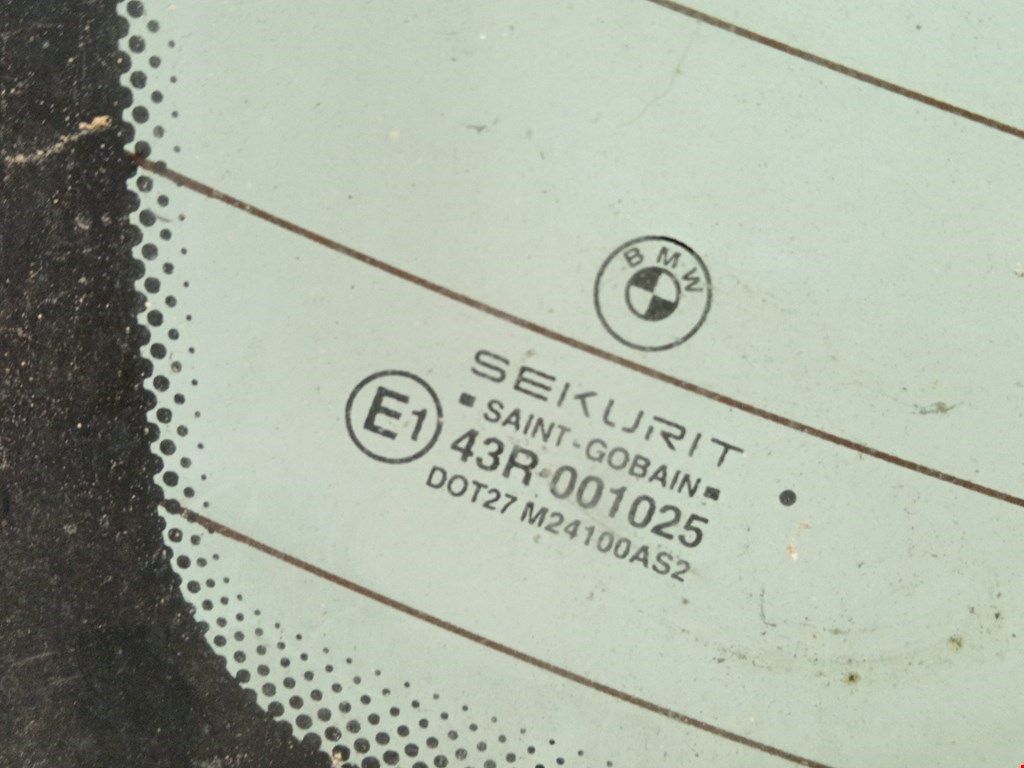 BMW
SEKURIT
SAINT-GOBAIN
E1
43R-001025
DOT27 M24100AS2